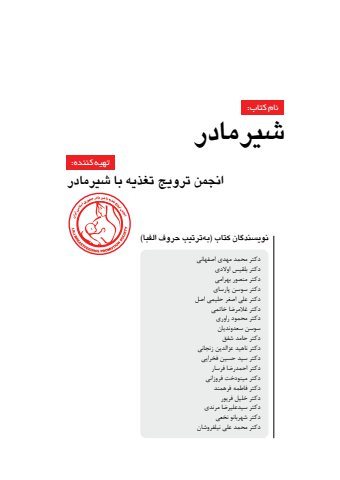 نام کتاب:
شیر مادر
تهیه کننده:
انجمن ترویج تغذیه با شیرمادر
نویسندگان کتاب (به‌ترتیب حروف الفبا)
دکتر محمد مهدی اصفهانی
دکتر بلقیس اولادی
دکتر منصور بهرامی
دکتر سوسن پارسای
دکتر علی اصغر حلیمی اصل
دکتر غلامرضا خاتمی
دکتر محمود راوری
سوسن سعدوندیان
دکتر حامد شفق
دکتر ناهید عزالدین زنجانی
دکتر سید حسین فخرایی
دکتر احمدرضا فرسار
دکتر مینودخت فروزانی
دکتر فاطمه فرهمند
دکتر خلیل فریور
دکتر سیدعلیرضا مرندی
دکتر شهربانو نخعی
دکتر محمد علی نیلفروشان